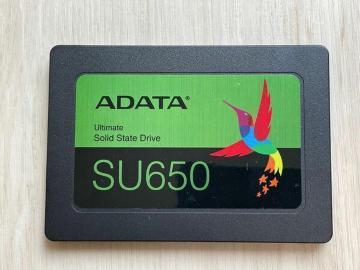 ADATA®
Ultimate
Solid State Drive
SU650